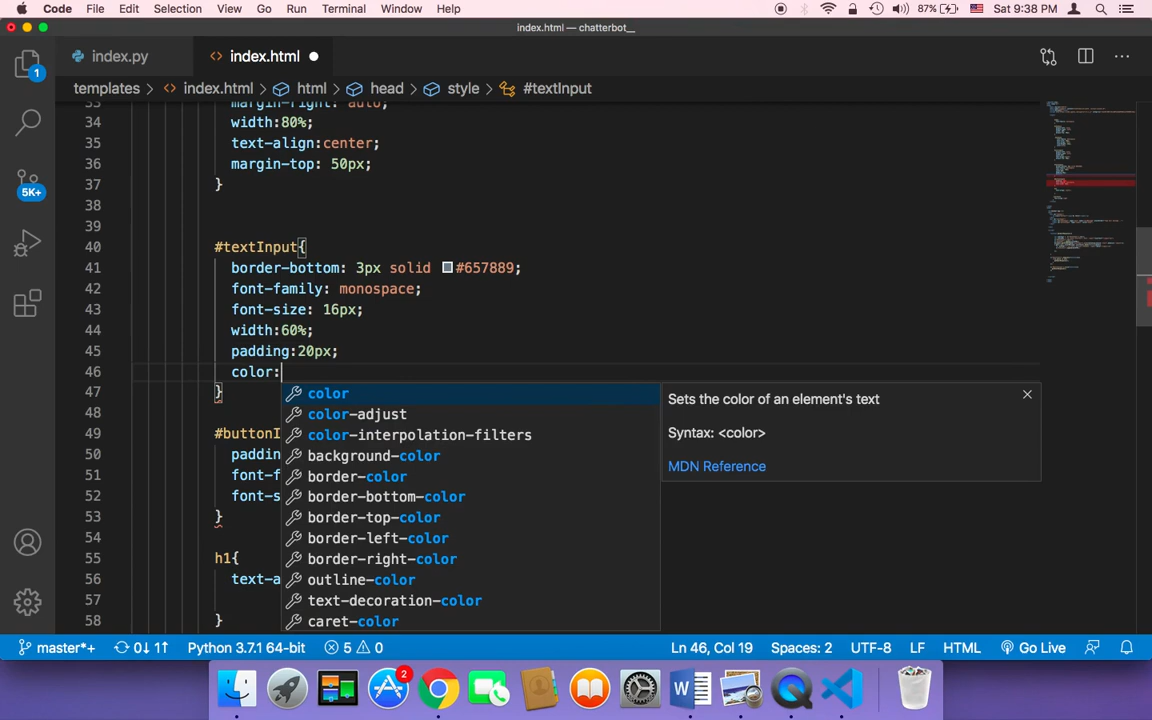 Code File Edit Selection View Go Run Terminal Window Help 87% Sat 9:38 PM
index.html — chatterbot__
index.py <> index.html
templates > <> index.html > html > head > style > #textInput
1
5K+
33 margin-right: auto;
34 width:80%;
35 text-align:center;
36 margin-top: 50px;
37 }
38
39
40 #textInput{
41 border-bottom: 3px solid #657889;
42 font-family: monospace;
43 font-size: 16px;
44 width:60%;
45 padding:20px;
46 color:
47 }
48
49 #buttonI
50 paddin
51 font-f
52 font-s
53 }
54
55 h1{
56 text-a
57
58 }
color
color-adjust
color-interpolation-filters
background-color
border-color
border-bottom-color
border-top-color
border-left-color
border-right-color
outline-color
text-decoration-color
caret-color
Sets the color of an element's text
Syntax: <color>
MDN Reference
master*+ 0↓ 1↑ Python 3.7.1 64-bit 5 0 Ln 46, Col 19 Spaces: 2 UTF-8 LF HTML Go Live
2